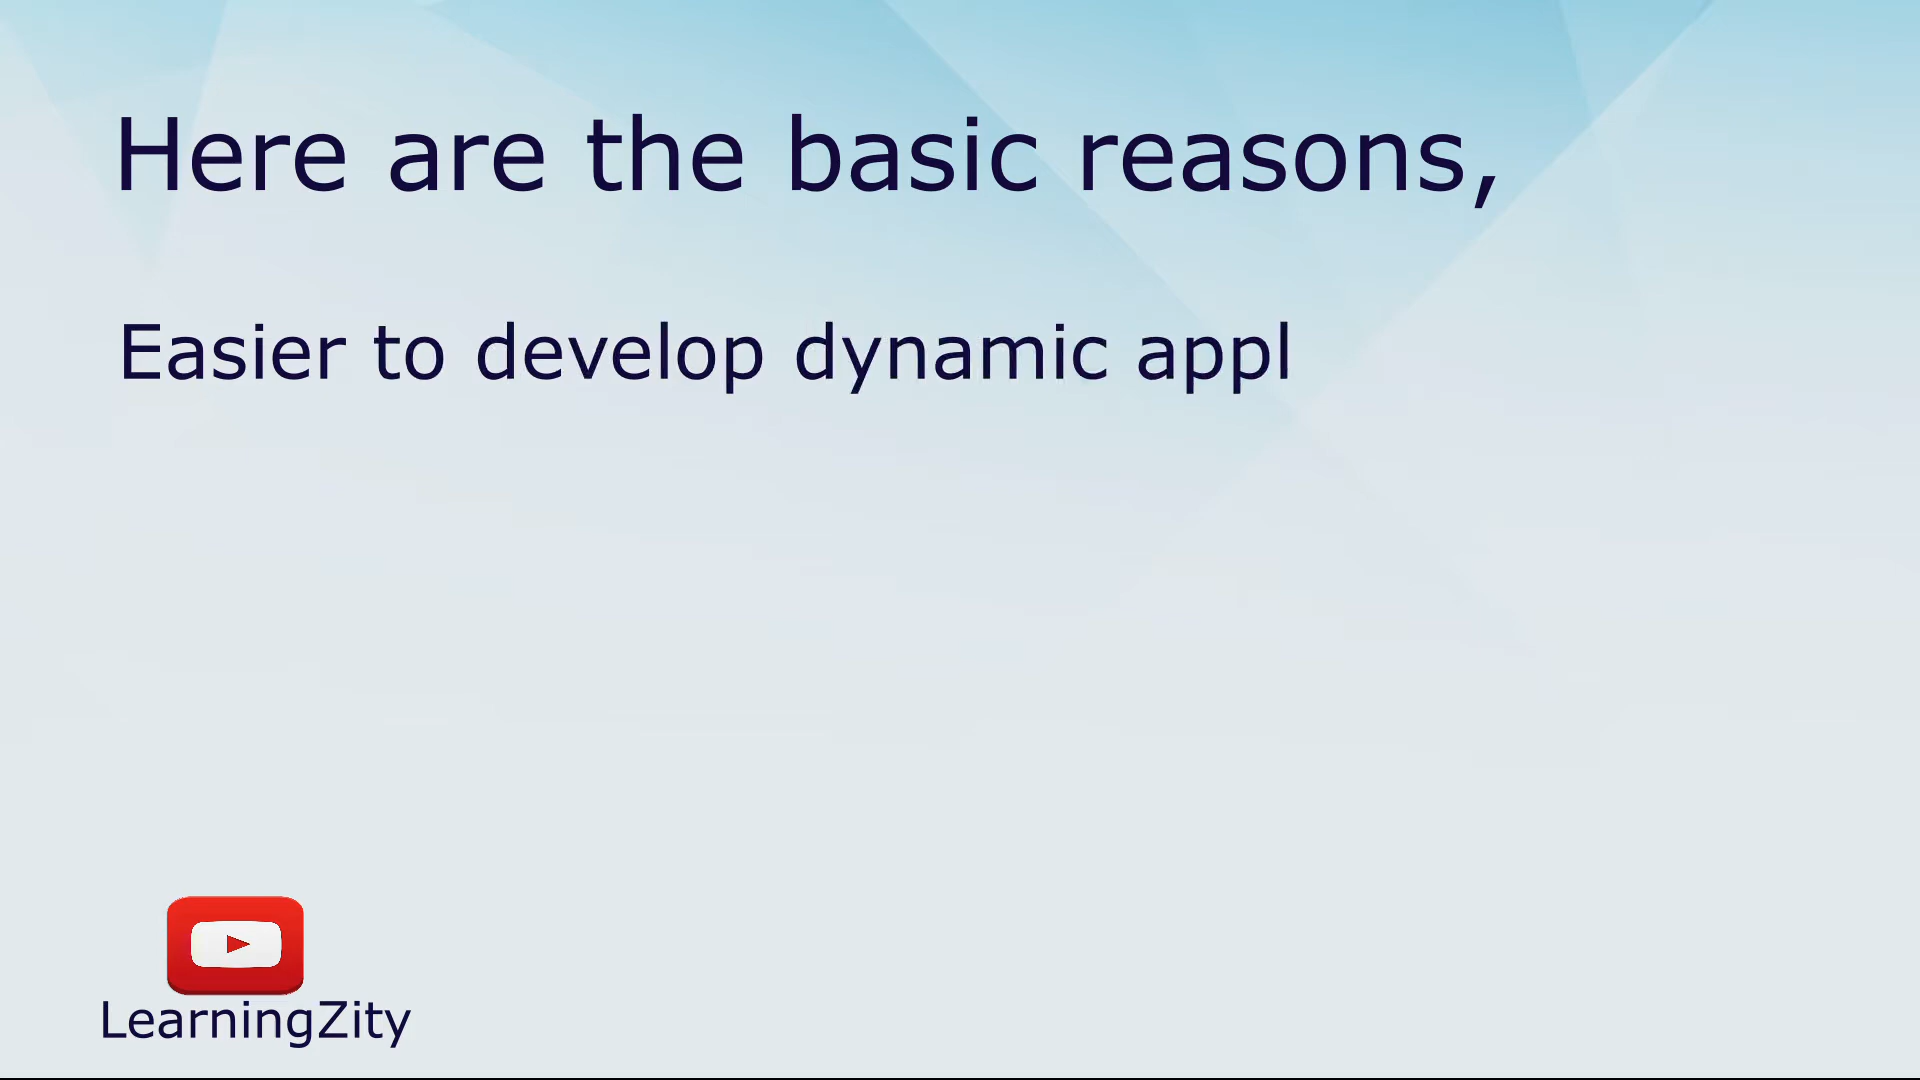 Here are the basic reasons,
Easier to develop dynamic appl
LearningZity